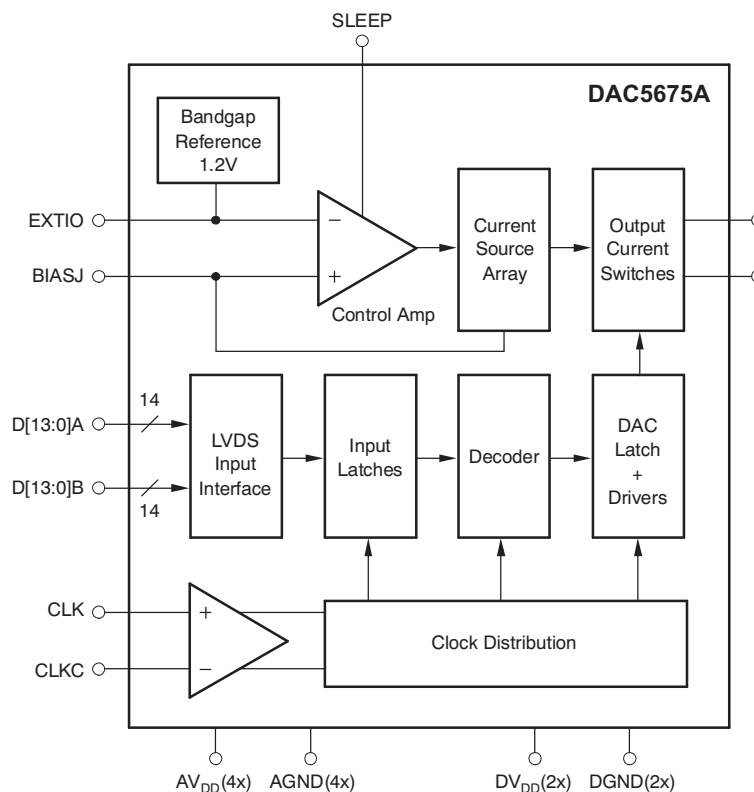 SLEEP
DAC5675A
Bandgap
Reference
1.2V
EXTIO
BIASJ
−
+
Control Amp
Current
Source
Array
Output
Current
Switches
D[13:0]A
14
D[13:0]B
14
LVDS
Input
Interface
Input
Latches
Decoder
DAC
Latch
+
Drivers
CLK
+
CLKC
−
Clock Distribution
AVDD(4x)
AGND(4x)
DVDD(2x)
DGND(2x)